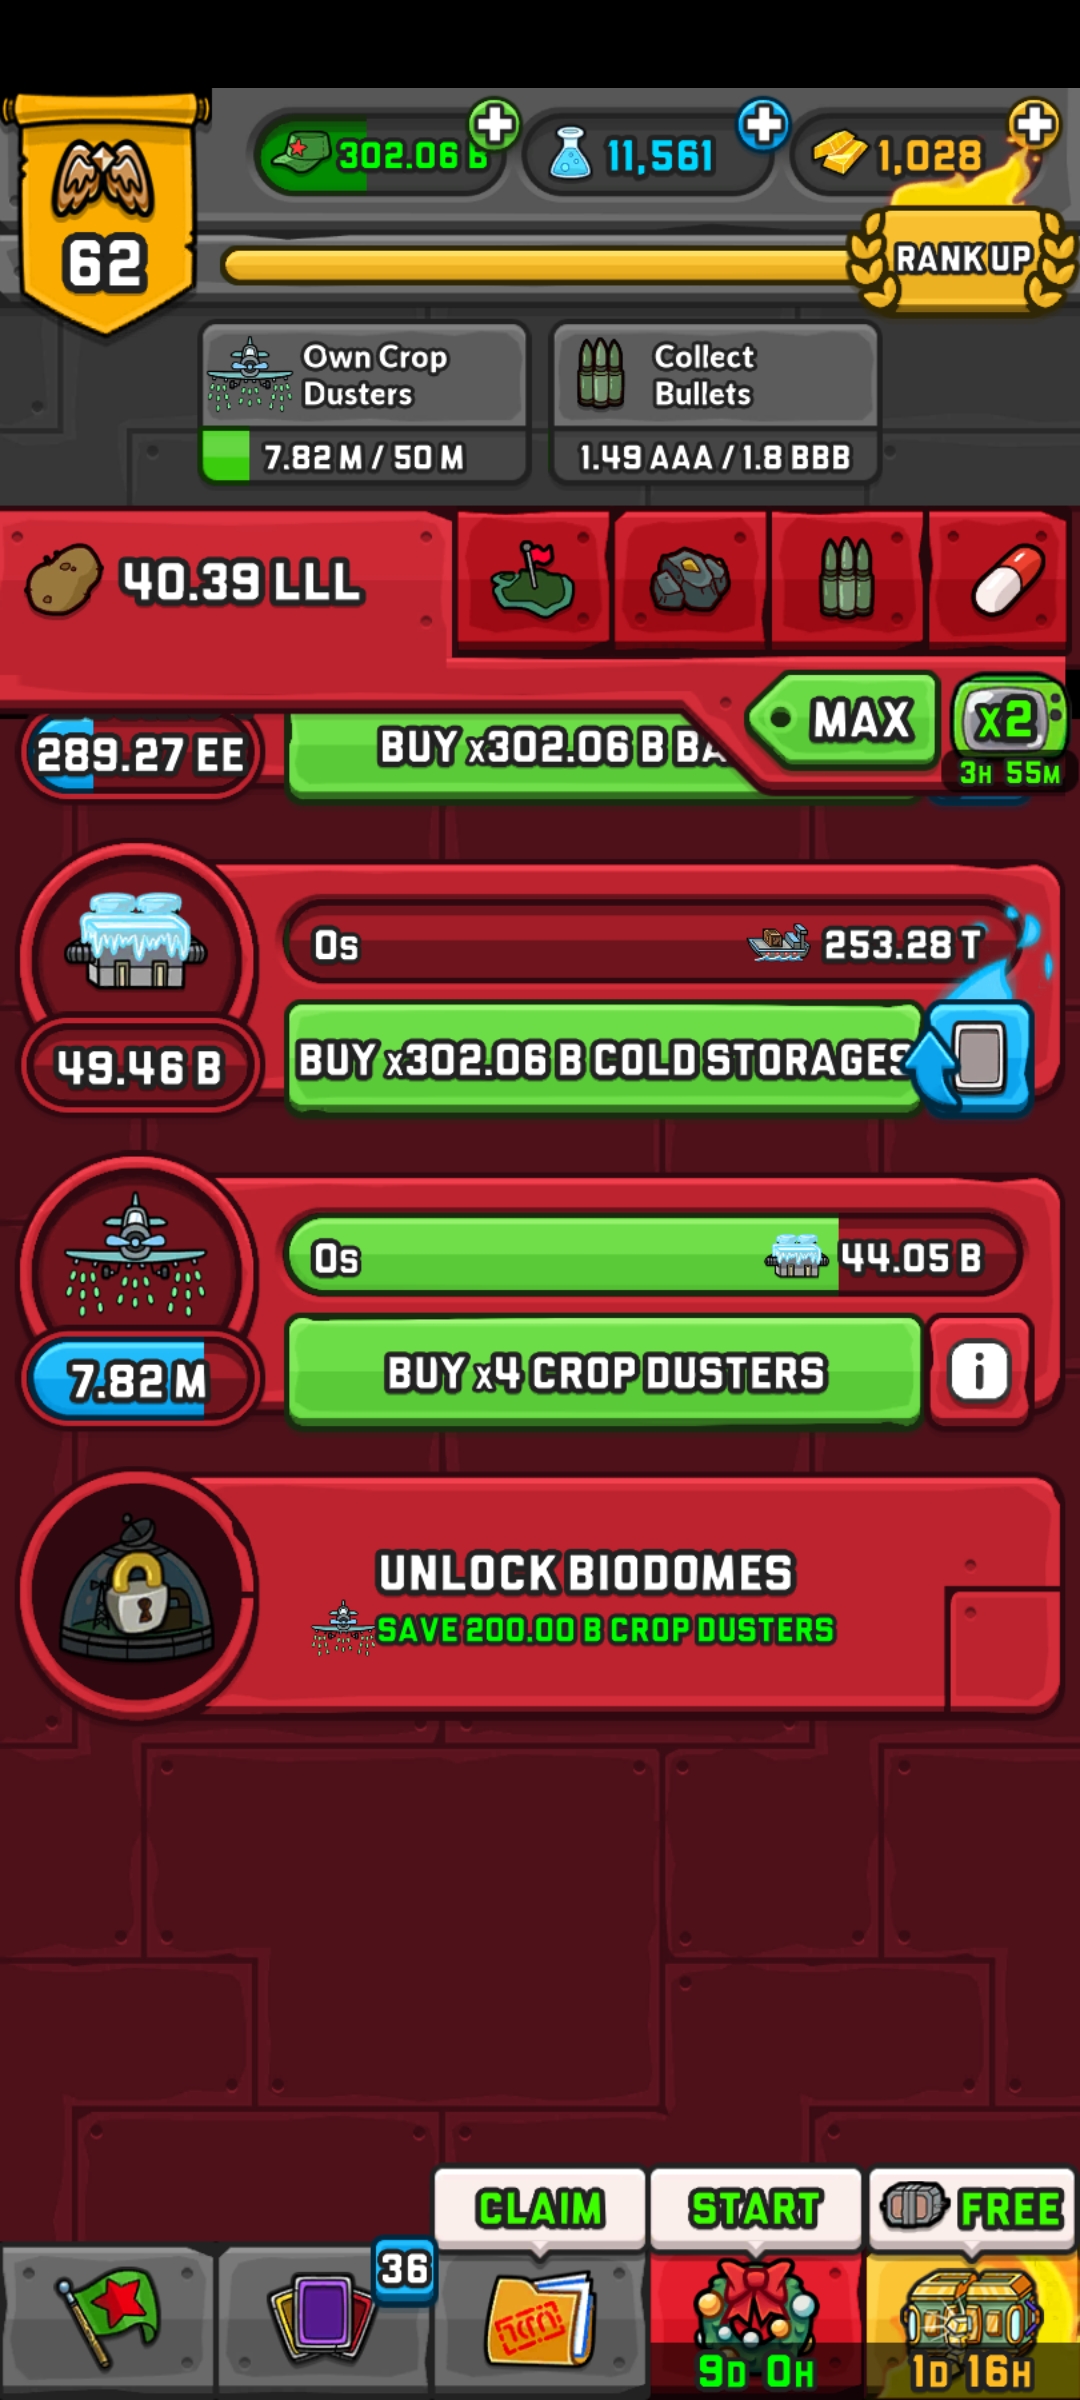 302.06 B
11,561
1,028
62
RANK UP
Own Crop
Dusters
7.82 M / 50 M
Collect
Bullets
1.49 AAA / 1.8 BBB
40.39 LLL
MAX
x2
3H 55M
289.27 EE
BUY x302.06 B BA
0s
253.28 T
49.46 B
BUY x302.06 B COLD STORAGES
0s
44.05 B
7.82 M
BUY x4 CROP DUSTERS
i
UNLOCK BIODOMES
SAVE 200.00 B CROP DUSTERS
CLAIM
START
FREE
36
9D 0H
1D 16H